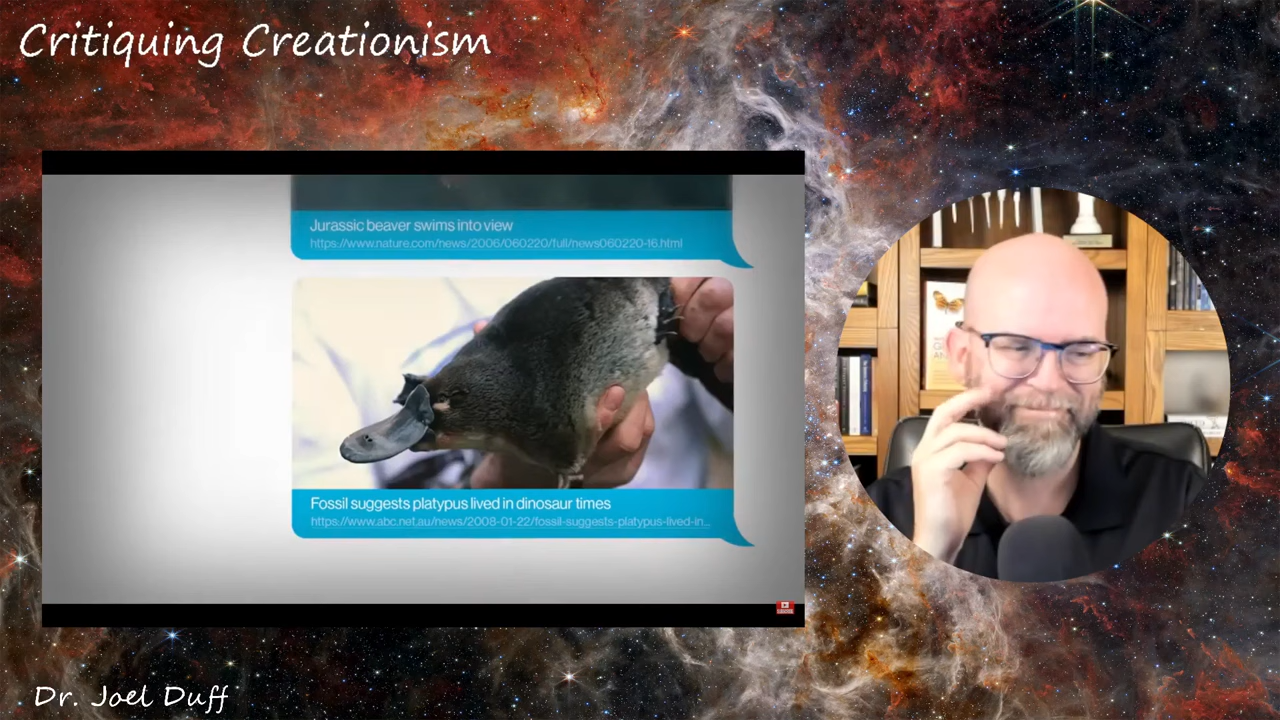 Critiquing Creationism
Jurassic beaver swims into view
https://www.nature.com/news/2006/060220/full/news060220-16.html
Fossil suggests platypus lived in dinosaur times
https://www.abc.net.au/news/2008-01-22/fossil-suggests-platypus-lived-in...
Dr. Joel Duff